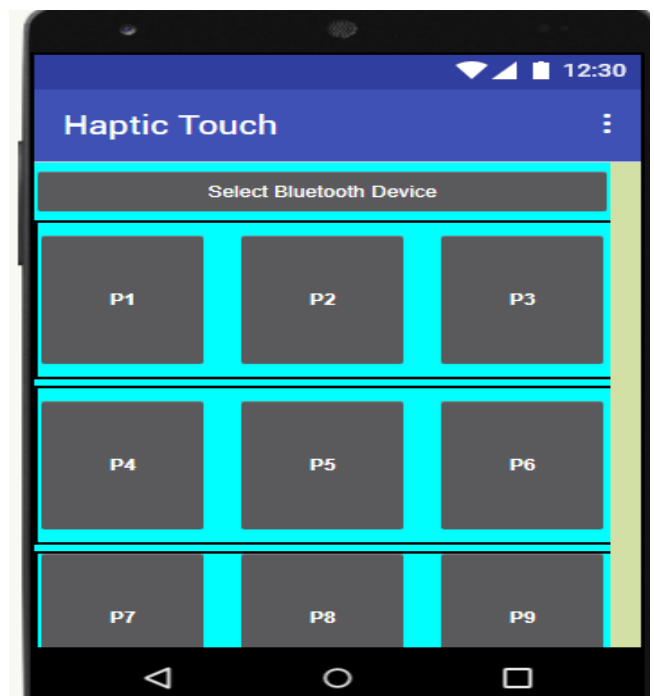 12:30
Haptic Touch
Select Bluetooth Device
P1 P2 P3
P4 P5 P6
P7 P8 P9